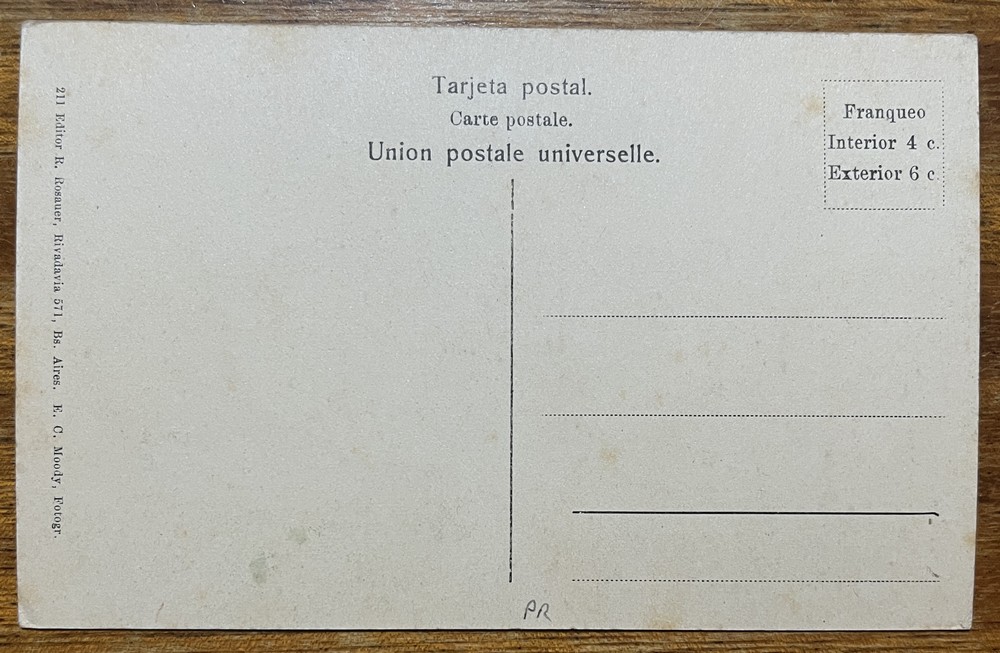 Tarjeta postal.
Carte postale.
Union postale universelle.
Franqueo
Interior 4 c.
Exterior 6 c.
211 Editor R. Rosauer, Rivadavia 571, Bs. Aires. E. C. Moody, Fotogr.
PR